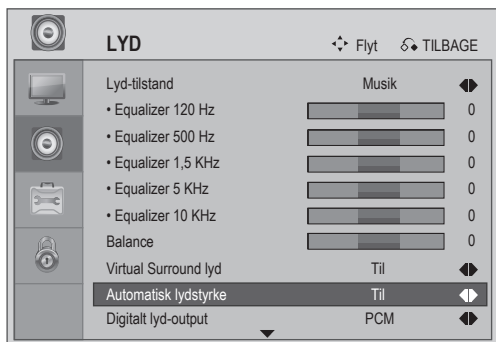 LYD Flyt TILBAGE
Lyd-tilstand Musik
• Equalizer 120 Hz 0
• Equalizer 500 Hz 0
• Equalizer 1,5 KHz 0
• Equalizer 5 KHz 0
• Equalizer 10 KHz 0
Balance 0
Virtual Surround lyd Til
Automatisk lydstyrke Til
Digitalt lyd-output PCM